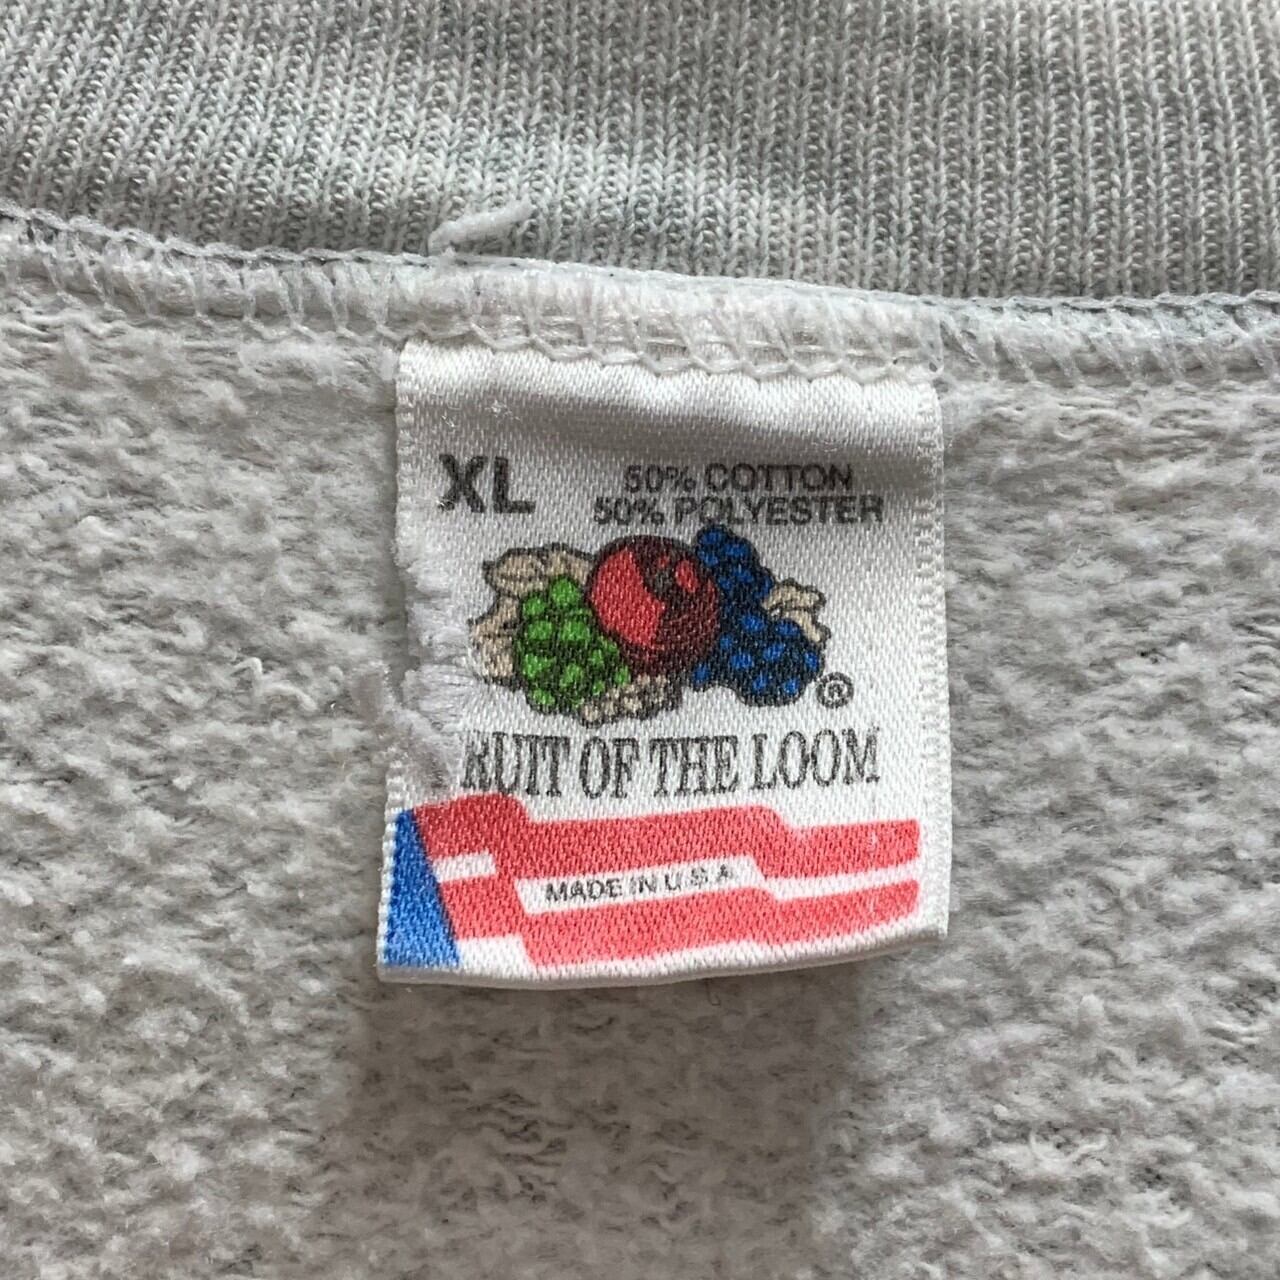 XL
50% COTTON
50% POLYESTER
®
RUIT OF THE LOOM
MADE IN U.S.A.